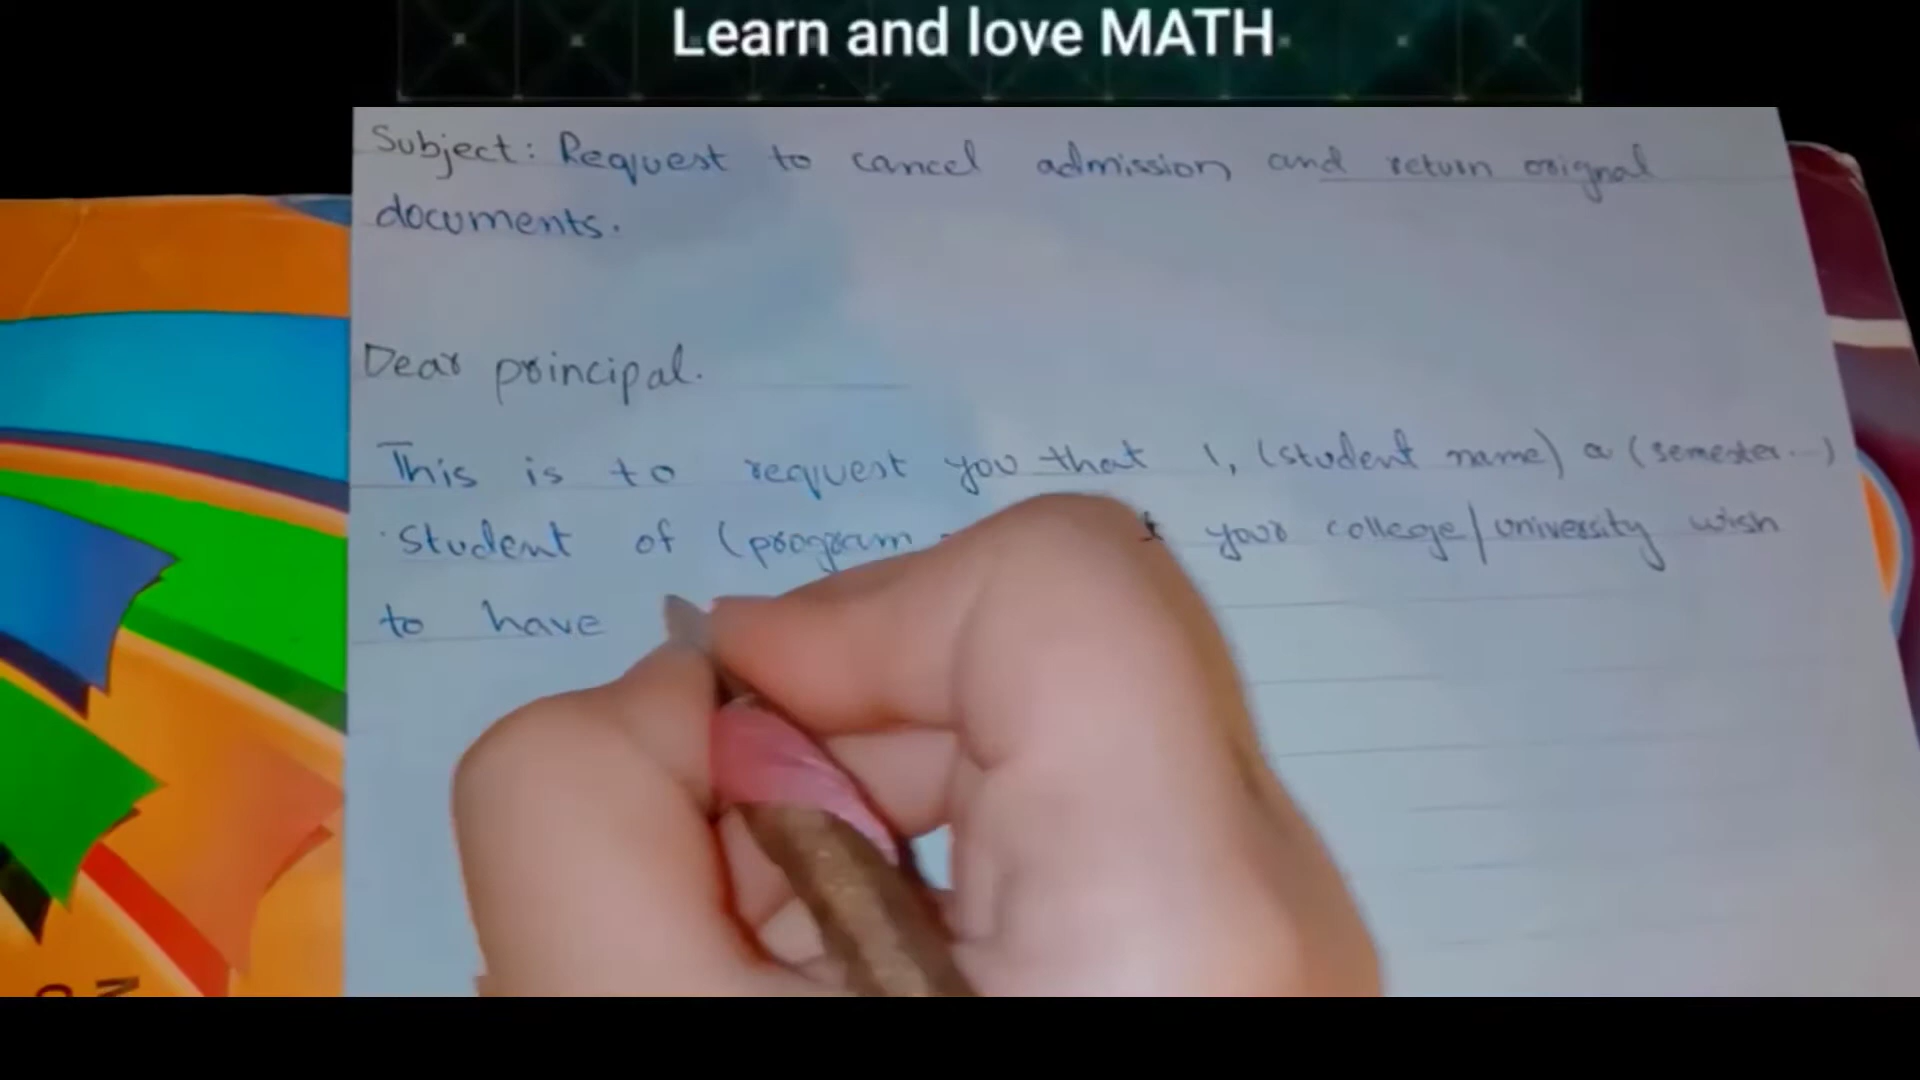 Learn and love MATH
Subject: Request to cancel admission and return orignal
documents.
Dear principal.
This is to request you that I, (student name) a (semester..)
Student of (program your college/university wish
to have